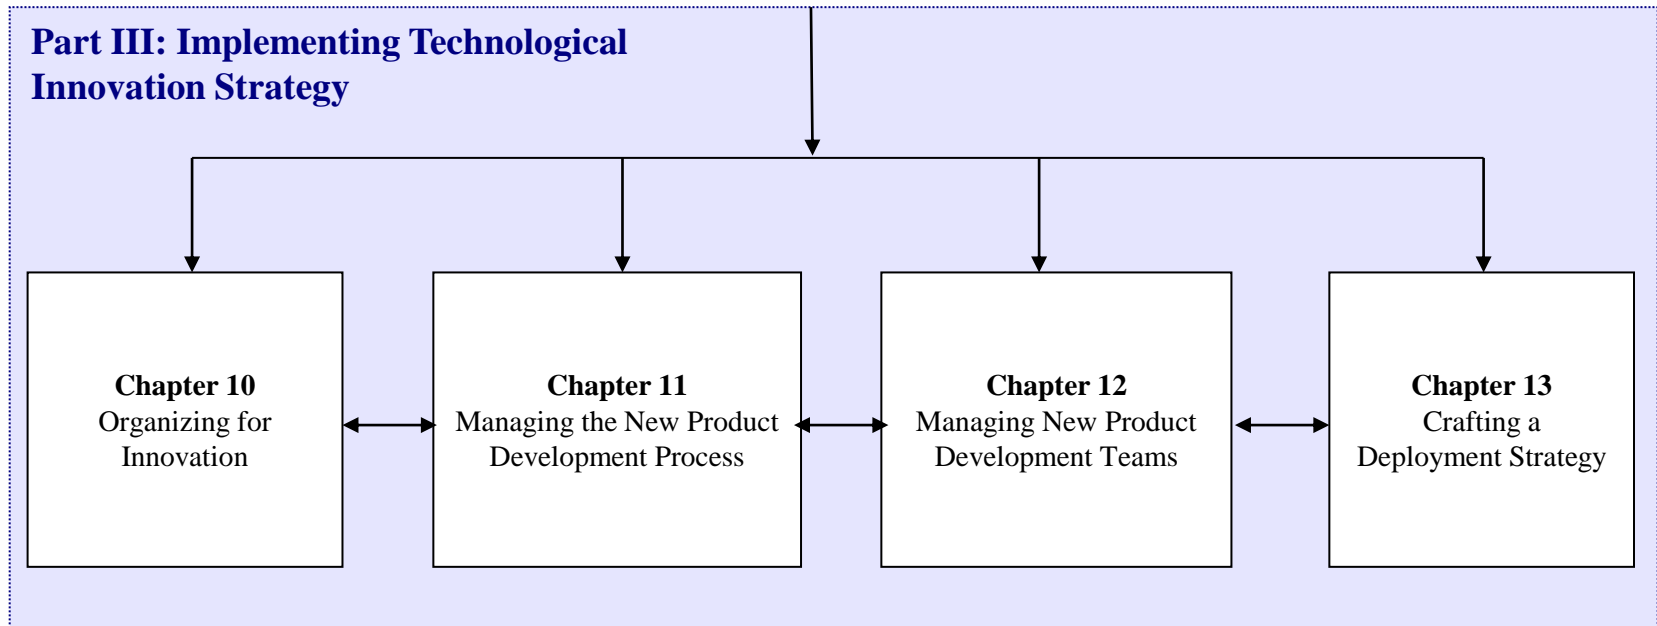 Part III: Implementing Technological
Innovation Strategy
Chapter 10
Organizing for
Innovation
Chapter 11
Managing the New Product
Development Process
Chapter 12
Managing New Product
Development Teams
Chapter 13
Crafting a
Deployment Strategy